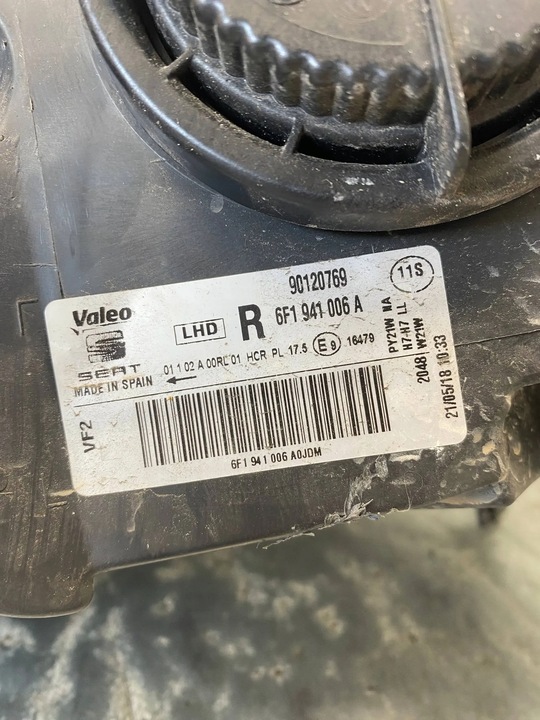 90120769
11S
Valeo
LHD
R
6F1 941 006 A
SEAT
01 1 02 A 00RL 01 HCR PL 17.5 E9 16479
MADE IN SPAIN
PY21W NA
H7-H7 LL
2048 W21W
21/05/18 10:33
VF2
6F1 941 006 A0JDM